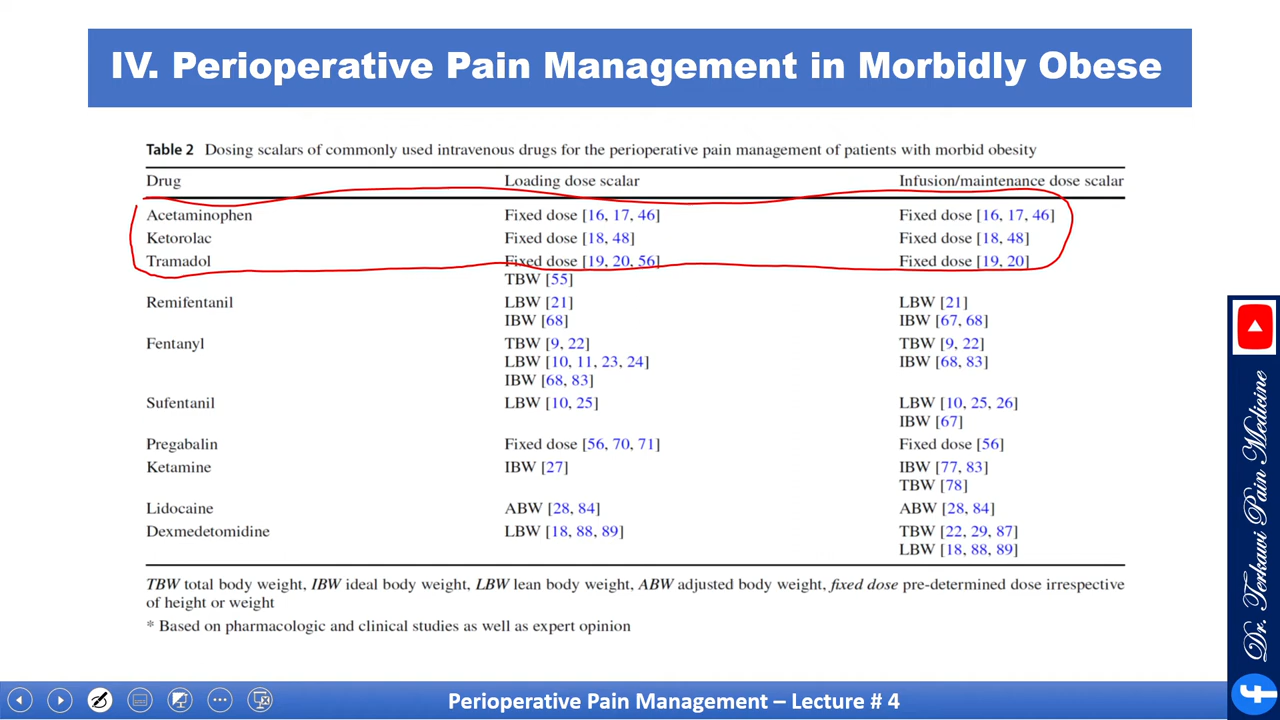 IV. Perioperative Pain Management in Morbidly Obese
Table 2 Dosing scalars of commonly used intravenous drugs for the perioperative pain management of patients with morbid obesity
Drug Loading dose scalar Infusion/maintenance dose scalar
Acetaminophen Fixed dose [16, 17, 46] Fixed dose [16, 17, 46]
Ketorolac Fixed dose [18, 48] Fixed dose [18, 48]
Tramadol Fixed dose [19, 20, 56] Fixed dose [19, 20]
TBW [55]
Remifentanil LBW [21] LBW [21]
IBW [68] IBW [67, 68]
Fentanyl TBW [9, 22] TBW [9, 22]
LBW [10, 11, 23, 24] IBW [68, 83]
IBW [68, 83]
Sufentanil LBW [10, 25] LBW [10, 25, 26]
IBW [67]
Pregabalin Fixed dose [56, 70, 71] Fixed dose [56]
Ketamine IBW [27] IBW [77, 83]
TBW [78]
Lidocaine ABW [28, 84] ABW [28, 84]
Dexmedetomidine LBW [18, 88, 89] TBW [22, 29, 87]
LBW [18, 88, 89]
TBW total body weight, IBW ideal body weight, LBW lean body weight, ABW adjusted body weight, fixed dose pre-determined dose irrespective
of height or weight
* Based on pharmacologic and clinical studies as well as expert opinion
Perioperative Pain Management – Lecture # 4
Dr. Terkawi Pain Medicine